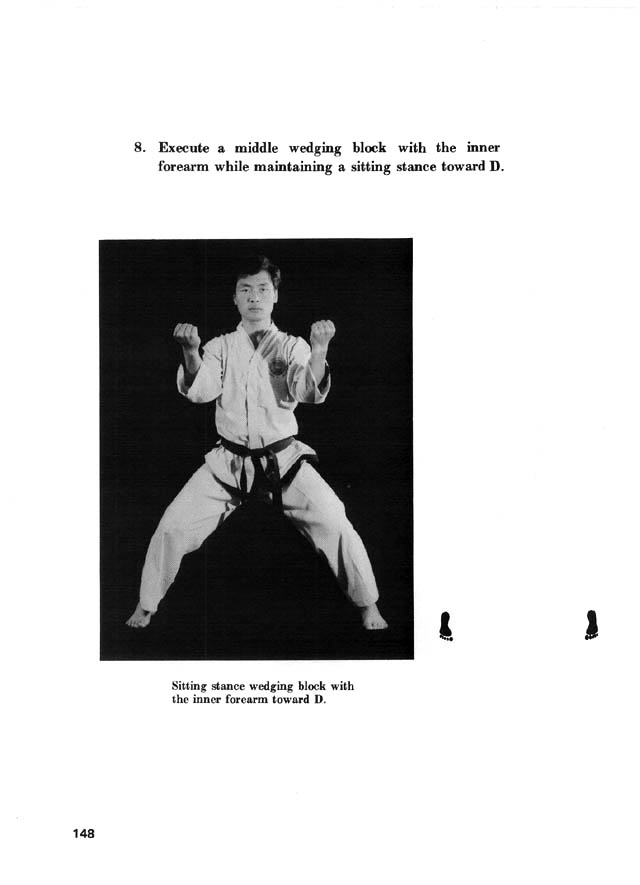 8. Execute a middle wedging block with the inner
forearm while maintaining a sitting stance toward D.
Sitting stance wedging block with
the inner forearm toward D.
148